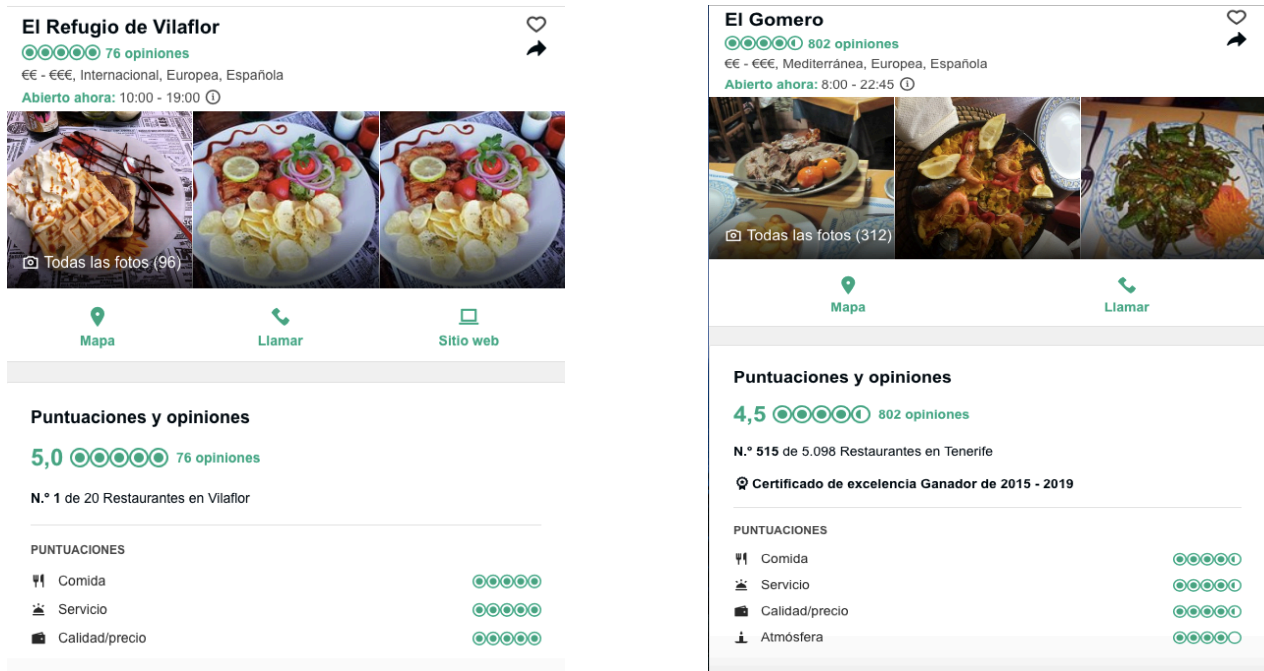 El Refugio de Vilaflor
76 opiniones
€€ - €€€, Internacional, Europea, Española
Abierto ahora: 10:00 - 19:00
Todas las fotos (96)
Mapa
Llamar
Sitio web
Puntuaciones y opiniones
5,0 76 opiniones
N.º 1 de 20 Restaurantes en Vilaflor
PUNTUACIONES
Comida
Servicio
Calidad/precio
El Gomero
802 opiniones
€€ - €€€, Mediterránea, Europea, Española
Abierto ahora: 8:00 - 22:45
Todas las fotos (312)
Mapa
Llamar
Puntuaciones y opiniones
4,5 802 opiniones
N.º 515 de 5.098 Restaurantes en Tenerife
Certificado de excelencia Ganador de 2015 - 2019
PUNTUACIONES
Comida
Servicio
Calidad/precio
Atmósfera